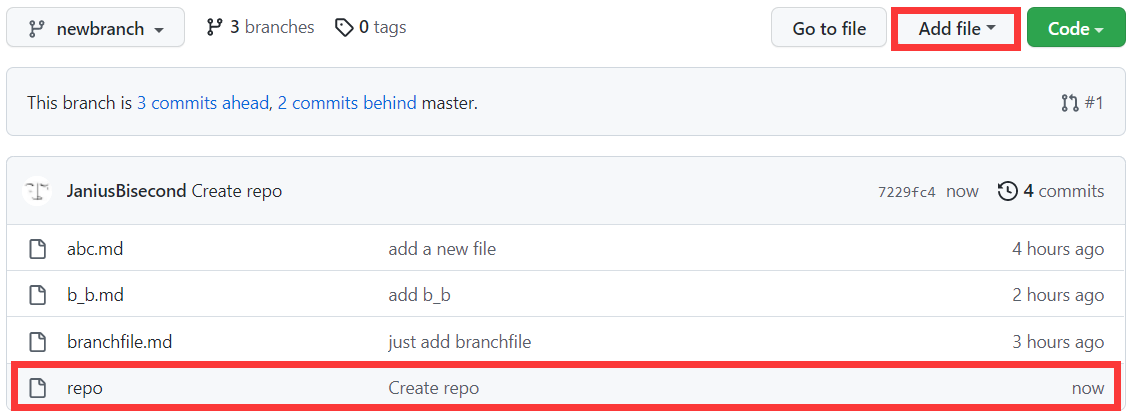 newbranch 3 branches 0 tags Go to file Add file Code
This branch is 3 commits ahead, 2 commits behind master. #1
JaniusBisecond Create repo 7229fc4 now 4 commits
abc.md add a new file 4 hours ago
b_b.md add b_b 2 hours ago
branchfile.md just add branchfile 3 hours ago
repo Create repo now